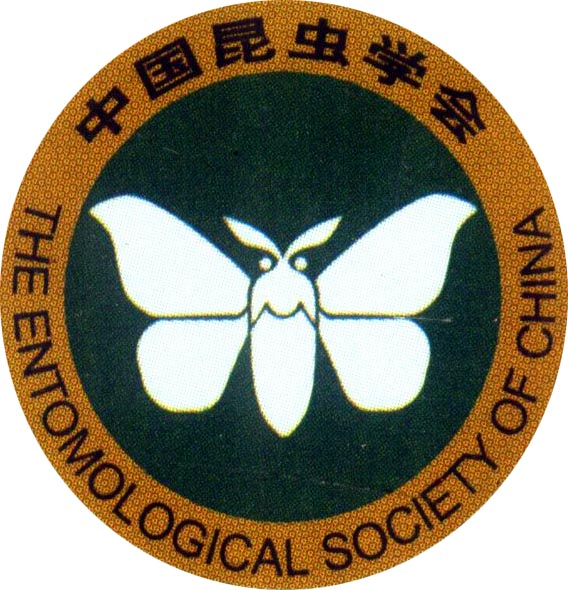 中国昆虫学会
THE ENTOMOLOGICAL SOCIETY OF CHINA